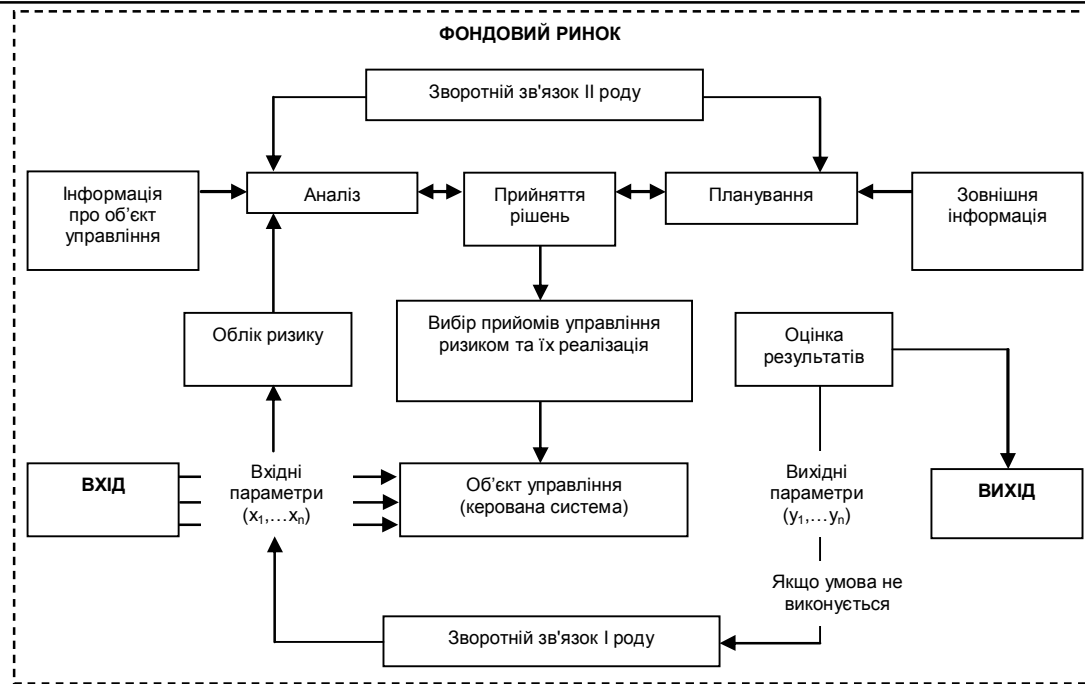 ФОНДОВИЙ РИНОК
Зворотній зв'язок II роду
Інформація
про об’єкт
управління
Аналіз
Прийняття
рішень
Планування
Зовнішня
інформація
Облік ризику
Вибір прийомів управління
ризиком та їх реалізація
Оцінка
результатів
ВХІД
Вхідні
параметри
(x₁,…xₙ)
Об’єкт управління
(керована система)
Вихідні
параметри
(y₁,…yₙ)
ВИХІД
Якщо умова не
виконується
Зворотній зв'язок I роду